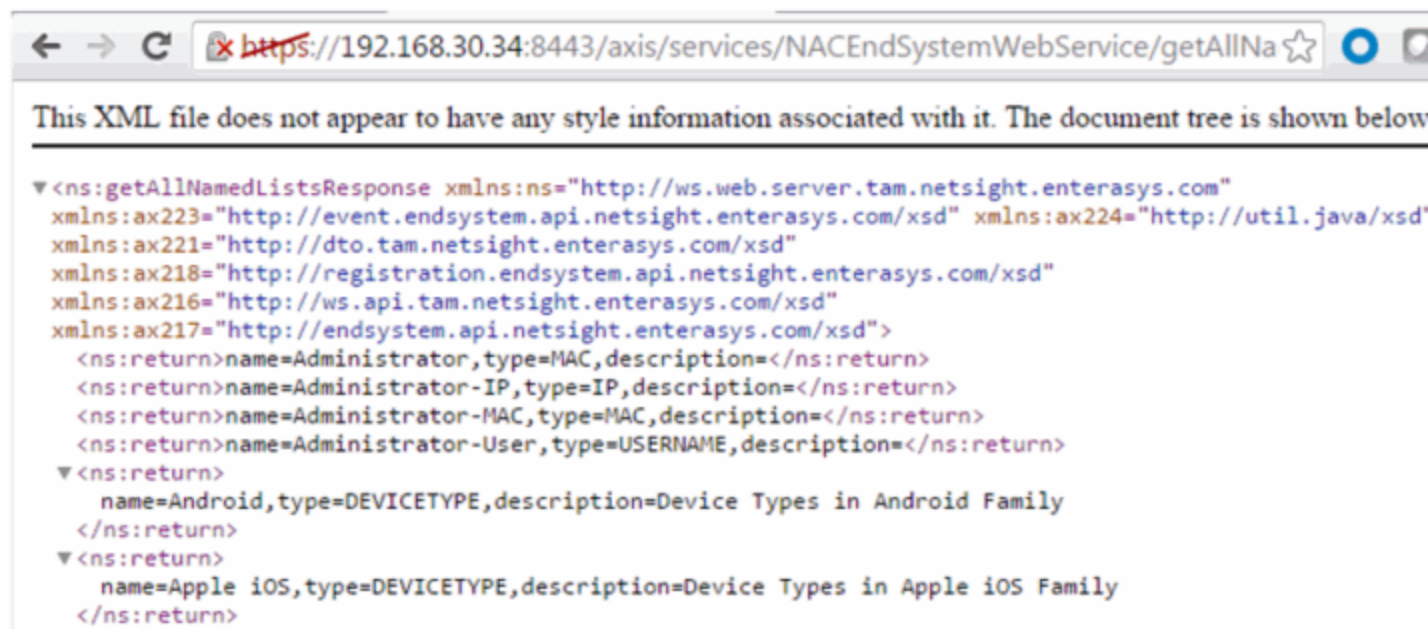 https://192.168.30.34:8443/axis/services/NACEndSystemWebService/getAllNa
This XML file does not appear to have any style information associated with it. The document tree is shown below
<ns:getAllNamedListsResponse xmlns:ns="http://ws.web.server.tam.netsight.enterasys.com"
xmlns:ax223="http://event.endsystem.api.netsight.enterasys.com/xsd" xmlns:ax224="http://util.java/xsd"
xmlns:ax221="http://dto.tam.netsight.enterasys.com/xsd"
xmlns:ax218="http://registration.endsystem.api.netsight.enterasys.com/xsd"
xmlns:ax216="http://ws.api.tam.netsight.enterasys.com/xsd"
xmlns:ax217="http://endsystem.api.netsight.enterasys.com/xsd">
<ns:return>name=Administrator,type=MAC,description=</ns:return>
<ns:return>name=Administrator-IP,type=IP,description=</ns:return>
<ns:return>name=Administrator-MAC,type=MAC,description=</ns:return>
<ns:return>name=Administrator-User,type=USERNAME,description=</ns:return>
<ns:return>
name=Android,type=DEVICETYPE,description=Device Types in Android Family
</ns:return>
<ns:return>
name=Apple iOS,type=DEVICETYPE,description=Device Types in Apple iOS Family
</ns:return>